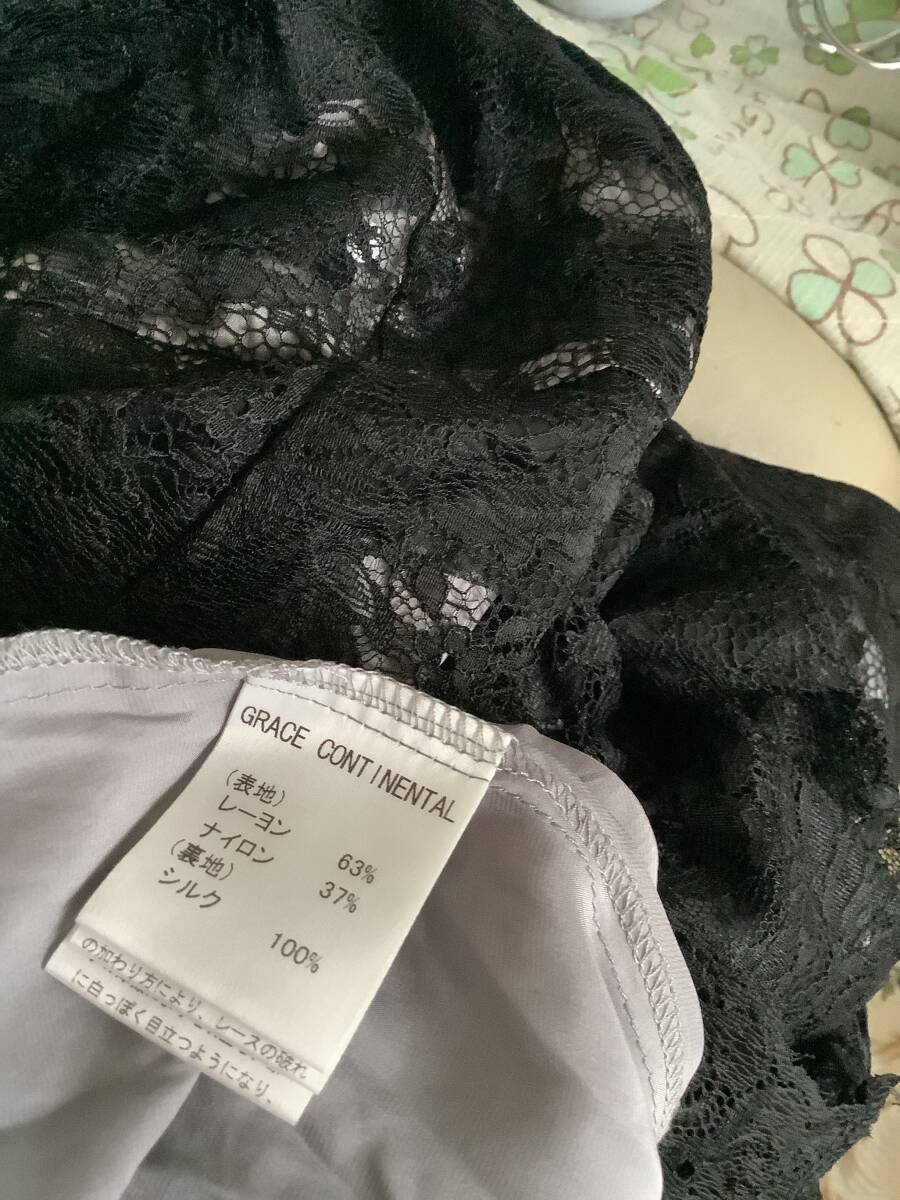 GRACE CONTINENTAL
(表地)
レーヨン 63%
ナイロン 37%
(裏地)
シルク 100%
の加わり方により、レースの破れ
に白っぽく目立つようになり、